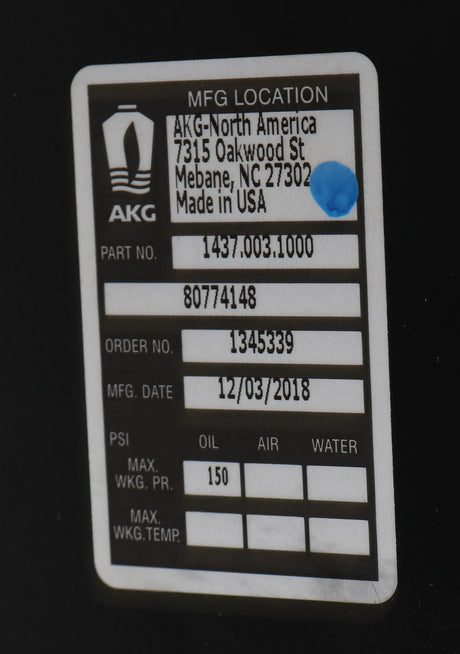 MFG LOCATION
AKG-North America
7315 Oakwood St
Mebane, NC 27302
Made in USA
AKG
PART NO. 1437.003.1000
80774148
ORDER NO. 1345339
MFG. DATE 12/03/2018
PSI OIL AIR WATER
MAX.
WKG. PR. 150
MAX.
WKG.TEMP.